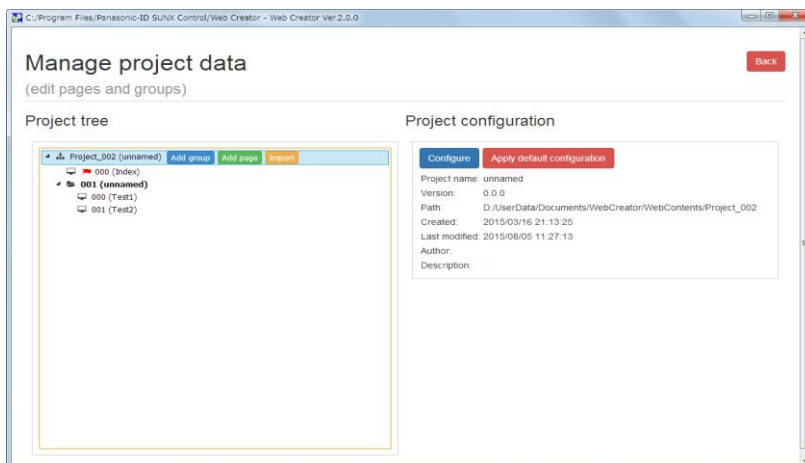 C:/Program Files/Panasonic-ID SUNX Control/Web Creator - Web Creator Ver.2.0.0
Manage project data
Back
(edit pages and groups)
Project tree
Project_002 (unnamed) Add group Add page Import
000 (Index)
001 (unnamed)
000 (Test1)
001 (Test2)
Project configuration
Configure Apply default configuration
Project name: unnamed
Version: 0.0.0
Path: D:/UserData/Documents/WebCreator/WebContents/Project_002
Created: 2015/03/16 21:13:25
Last modified: 2015/08/05 11:27:13
Author:
Description: